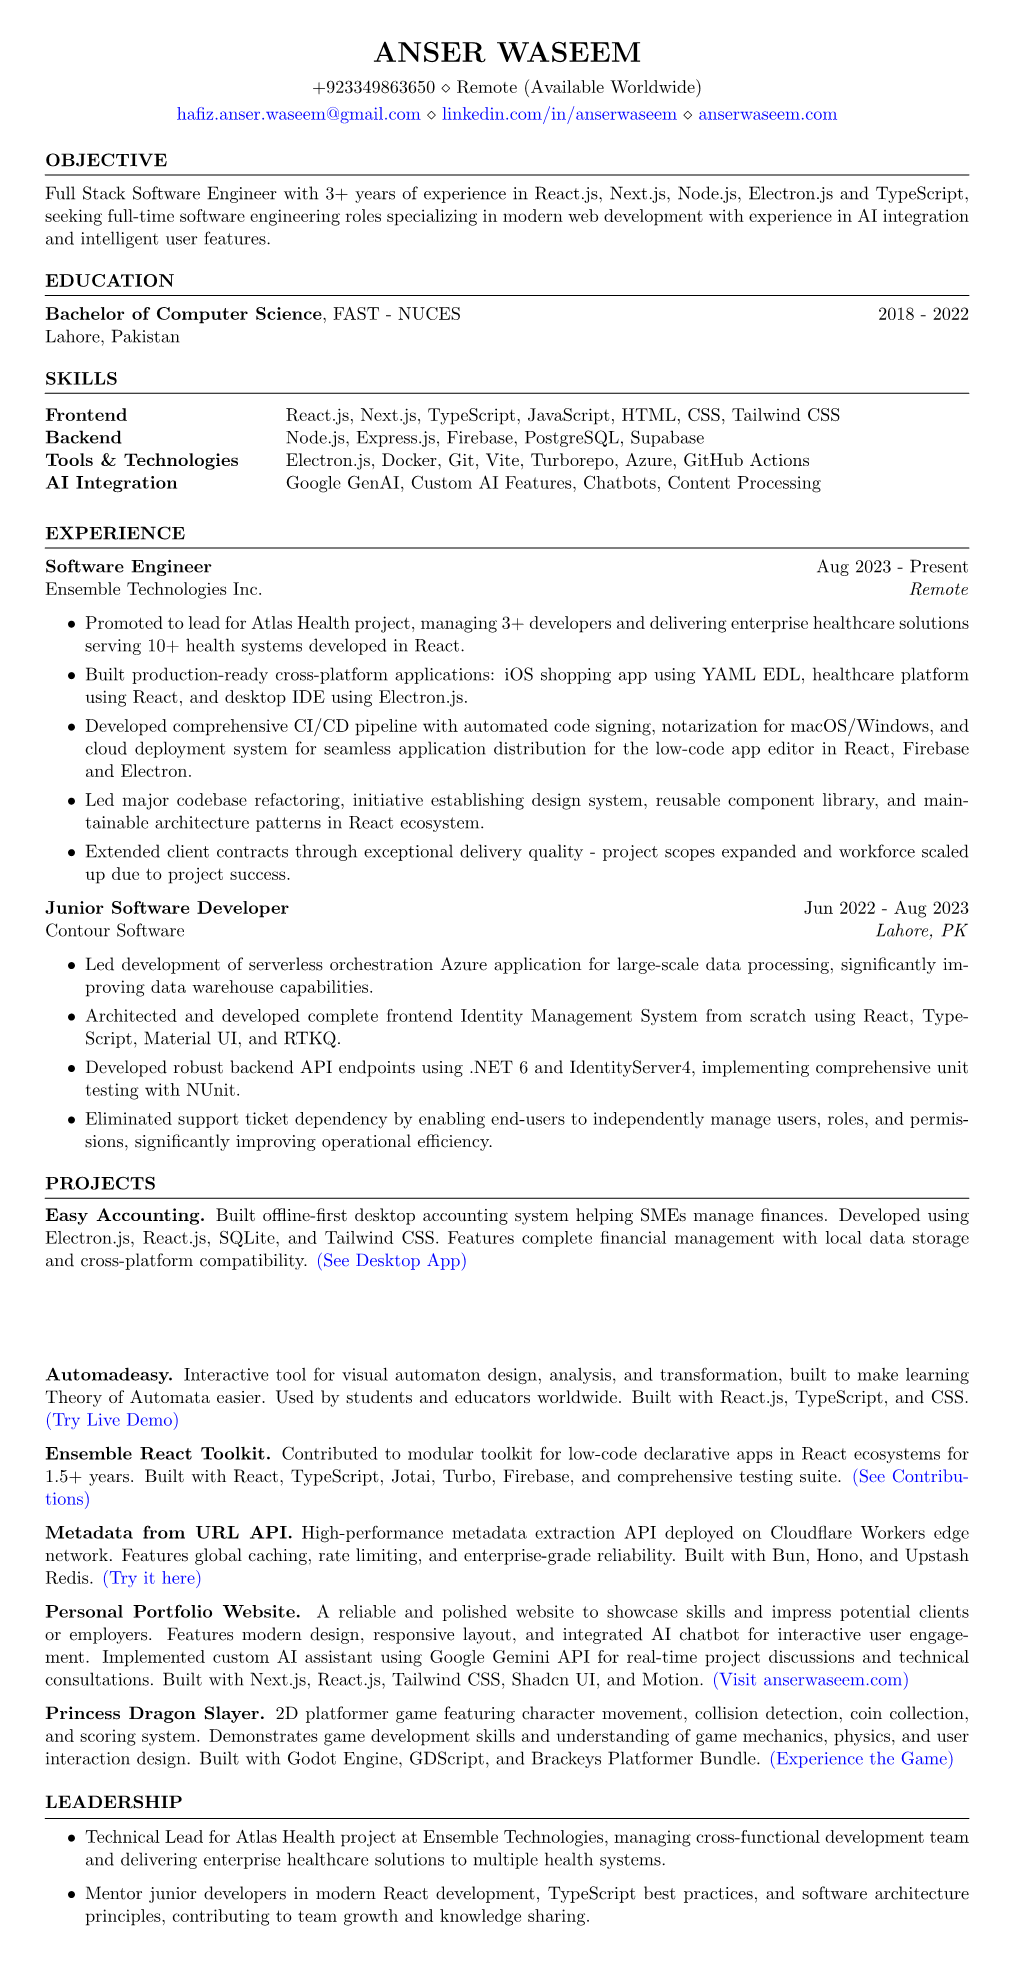 ANSER WASEEM
+923349863650 ⋄ Remote (Available Worldwide)
hafiz.anser.waseem@gmail.com ⋄ linkedin.com/in/anserwaseem ⋄ anserwaseem.com
OBJECTIVE
Full Stack Software Engineer with 3+ years of experience in React.js, Next.js, Node.js, Electron.js and TypeScript,
seeking full-time software engineering roles specializing in modern web development with experience in AI integration
and intelligent user features.
EDUCATION
Bachelor of Computer Science, FAST - NUCES 2018 - 2022
Lahore, Pakistan
SKILLS
Frontend React.js, Next.js, TypeScript, JavaScript, HTML, CSS, Tailwind CSS
Backend Node.js, Express.js, Firebase, PostgreSQL, Supabase
Tools & Technologies Electron.js, Docker, Git, Vite, Turborepo, Azure, GitHub Actions
AI Integration Google GenAI, Custom AI Features, Chatbots, Content Processing
EXPERIENCE
Software Engineer Aug 2023 - Present
Ensemble Technologies Inc. Remote
• Promoted to lead for Atlas Health project, managing 3+ developers and delivering enterprise healthcare solutions
serving 10+ health systems developed in React.
• Built production-ready cross-platform applications: iOS shopping app using YAML EDL, healthcare platform
using React, and desktop IDE using Electron.js.
• Developed comprehensive CI/CD pipeline with automated code signing, notarization for macOS/Windows, and
cloud deployment system for seamless application distribution for the low-code app editor in React, Firebase
and Electron.
• Led major codebase refactoring, initiative establishing design system, reusable component library, and main-
tainable architecture patterns in React ecosystem.
• Extended client contracts through exceptional delivery quality - project scopes expanded and workforce scaled
up due to project success.
Junior Software Developer Jun 2022 - Aug 2023
Contour Software Lahore, PK
• Led development of serverless orchestration Azure application for large-scale data processing, significantly im-
proving data warehouse capabilities.
• Architected and developed complete frontend Identity Management System from scratch using React, Type-
Script, Material UI, and RTKQ.
• Developed robust backend API endpoints using .NET 6 and IdentityServer4, implementing comprehensive unit
testing with NUnit.
• Eliminated support ticket dependency by enabling end-users to independently manage users, roles, and permis-
sions, significantly improving operational efficiency.
PROJECTS
Easy Accounting. Built offline-first desktop accounting system helping SMEs manage finances. Developed using
Electron.js, React.js, SQLite, and Tailwind CSS. Features complete financial management with local data storage
and cross-platform compatibility. (See Desktop App)
Automadeasy. Interactive tool for visual automaton design, analysis, and transformation, built to make learning
Theory of Automata easier. Used by students and educators worldwide. Built with React.js, TypeScript, and CSS.
(Try Live Demo)
Ensemble React Toolkit. Contributed to modular toolkit for low-code declarative apps in React ecosystems for
1.5+ years. Built with React, TypeScript, Jotai, Turbo, Firebase, and comprehensive testing suite. (See Contribu-
tions)
Metadata from URL API. High-performance metadata extraction API deployed on Cloudflare Workers edge
network. Features global caching, rate limiting, and enterprise-grade reliability. Built with Bun, Hono, and Upstash
Redis. (Try it here)
Personal Portfolio Website. A reliable and polished website to showcase skills and impress potential clients
or employers. Features modern design, responsive layout, and integrated AI chatbot for interactive user engage-
ment. Implemented custom AI assistant using Google Gemini API for real-time project discussions and technical
consultations. Built with Next.js, React.js, Tailwind CSS, Shadcn UI, and Motion. (Visit anserwaseem.com)
Princess Dragon Slayer. 2D platformer game featuring character movement, collision detection, coin collection,
and scoring system. Demonstrates game development skills and understanding of game mechanics, physics, and user
interaction design. Built with Godot Engine, GDScript, and Brackeys Platformer Bundle. (Experience the Game)
LEADERSHIP
• Technical Lead for Atlas Health project at Ensemble Technologies, managing cross-functional development team
and delivering enterprise healthcare solutions to multiple health systems.
• Mentor junior developers in modern React development, TypeScript best practices, and software architecture
principles, contributing to team growth and knowledge sharing.